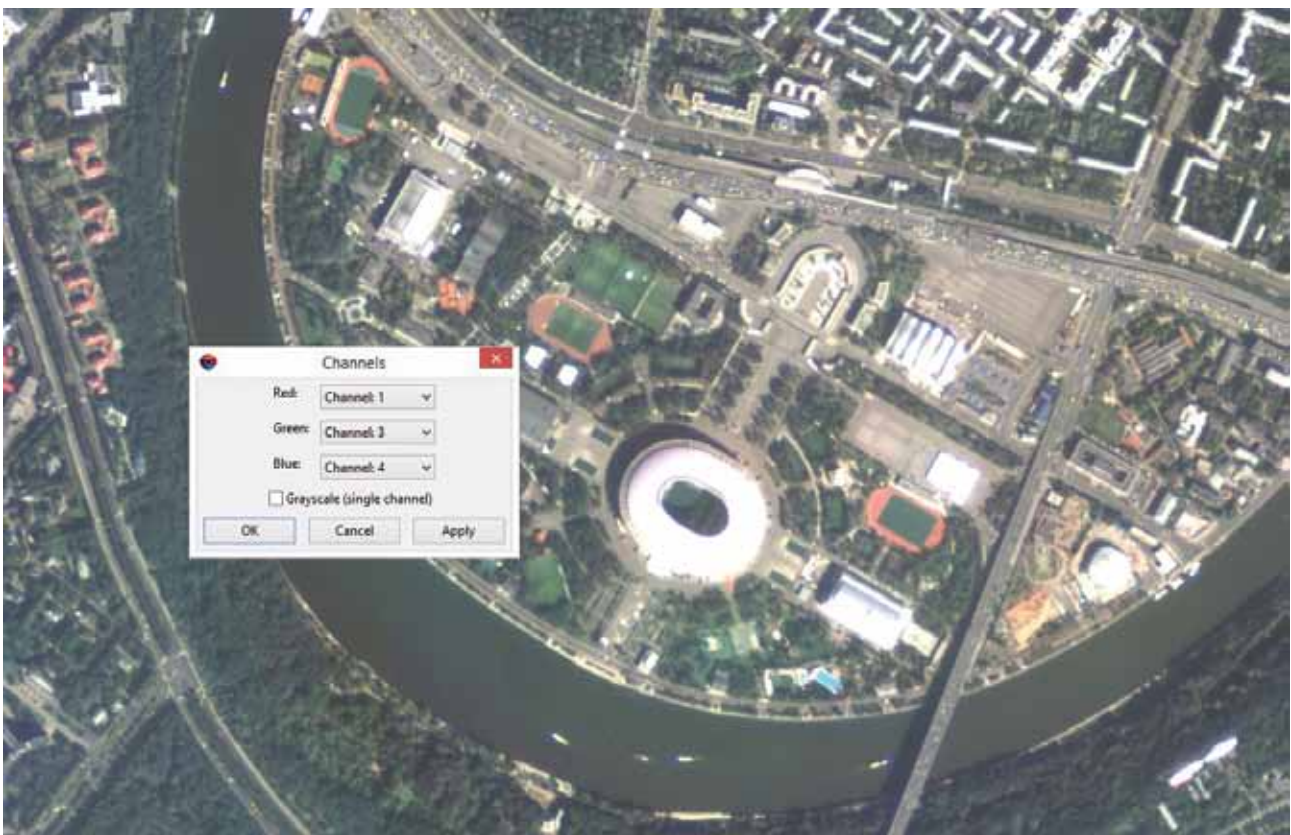 Channels
Red: Channel: 1
Green: Channel: 3
Blue: Channel: 4
Grayscale (single channel)
OK Cancel Apply